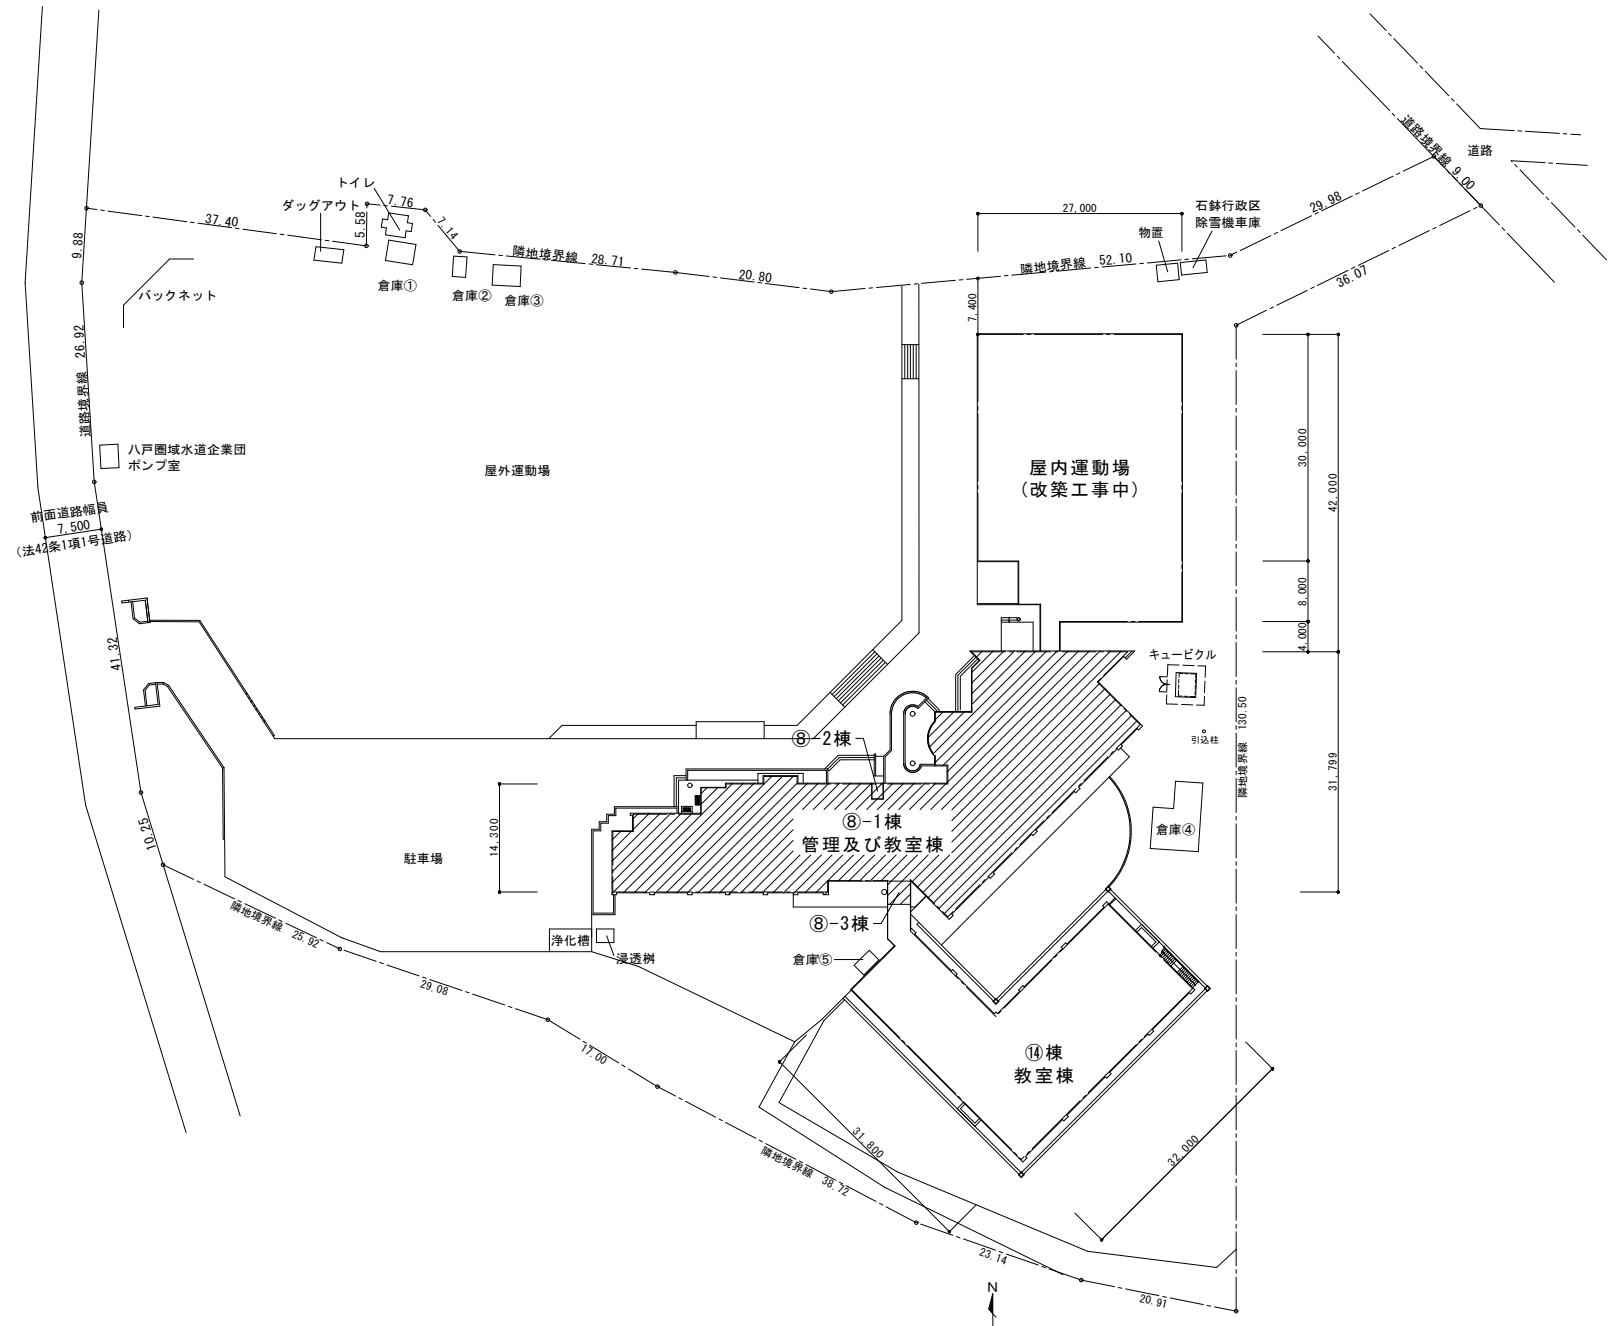 道路境界線 9.00
道路
29.98
36.07
石鉢行政区
除雪機車庫
物置
27,000
隣地境界線 52.10
7,400
トイレ
ダッグアウト
7.76
5.58
7.14
37.40
9.88
隣地境界線 28.71
20.80
倉庫①
倉庫②
倉庫③
バックネット
道路境界線 26.92
八戸圏域水道企業団
ポンプ室
屋外運動場
屋内運動場
(改築工事中)
30,000
42,000
8,000
4,000
前面道路幅員
7,500
(法42条1項1号道路)
41.32
10.25
キュービクル
引込柱
隣地境界線 130.50
31,799
倉庫④
⑧-2棟
⑧-1棟
管理及び教室棟
14,300
駐車場
⑧-3棟
浄化槽
浸透桝
倉庫⑤
隣地境界線 25.92
29.08
17.00
⑭棟
教室棟
31,800
32,000
隣地境界線 38.72
23.14
20.91
N